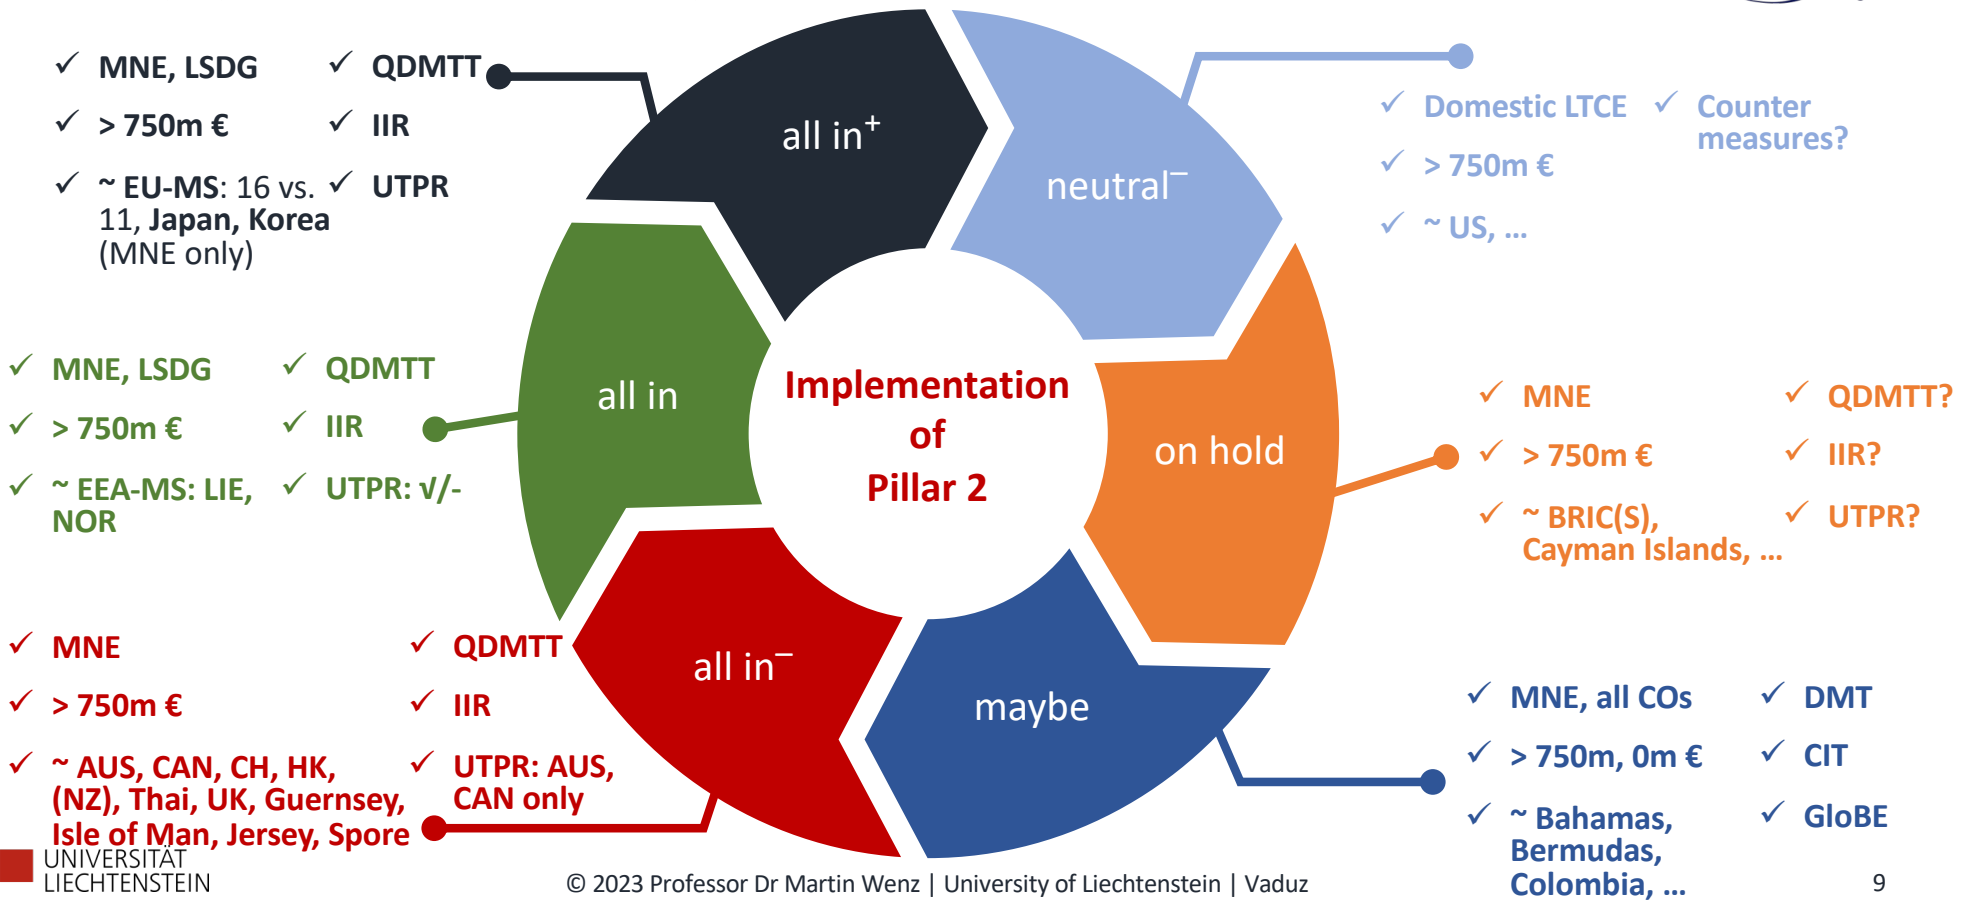 ✓ MNE, LSDG
✓ > 750m €
✓ ~ EU-MS: 16 vs.
11, Japan, Korea
(MNE only)
✓ QDMTT
✓ IIR
✓ UTPR
all in⁺
neutral⁻
✓ Domestic LTCE
✓ > 750m €
✓ ~ US, ...
✓ Counter
measures?
✓ MNE, LSDG
✓ > 750m €
✓ ~ EEA-MS: LIE,
NOR
✓ QDMTT
✓ IIR
✓ UTPR: √/-
all in
Implementation
of
Pillar 2
on hold
✓ MNE
✓ > 750m €
✓ ~ BRIC(S),
Cayman Islands, ...
✓ QDMTT?
✓ IIR?
✓ UTPR?
✓ MNE
✓ > 750m €
✓ ~ AUS, CAN, CH, HK,
(NZ), Thai, UK, Guernsey,
Isle of Man, Jersey, Spore
✓ QDMTT
✓ IIR
✓ UTPR: AUS,
CAN only
all in⁻
maybe
✓ MNE, all COs
✓ > 750m, 0m €
✓ ~ Bahamas,
Bermudas,
Colombia, ...
✓ DMT
✓ CIT
✓ GloBE
UNIVERSITÄT
LIECHTENSTEIN
© 2023 Professor Dr Martin Wenz | University of Liechtenstein | Vaduz
9